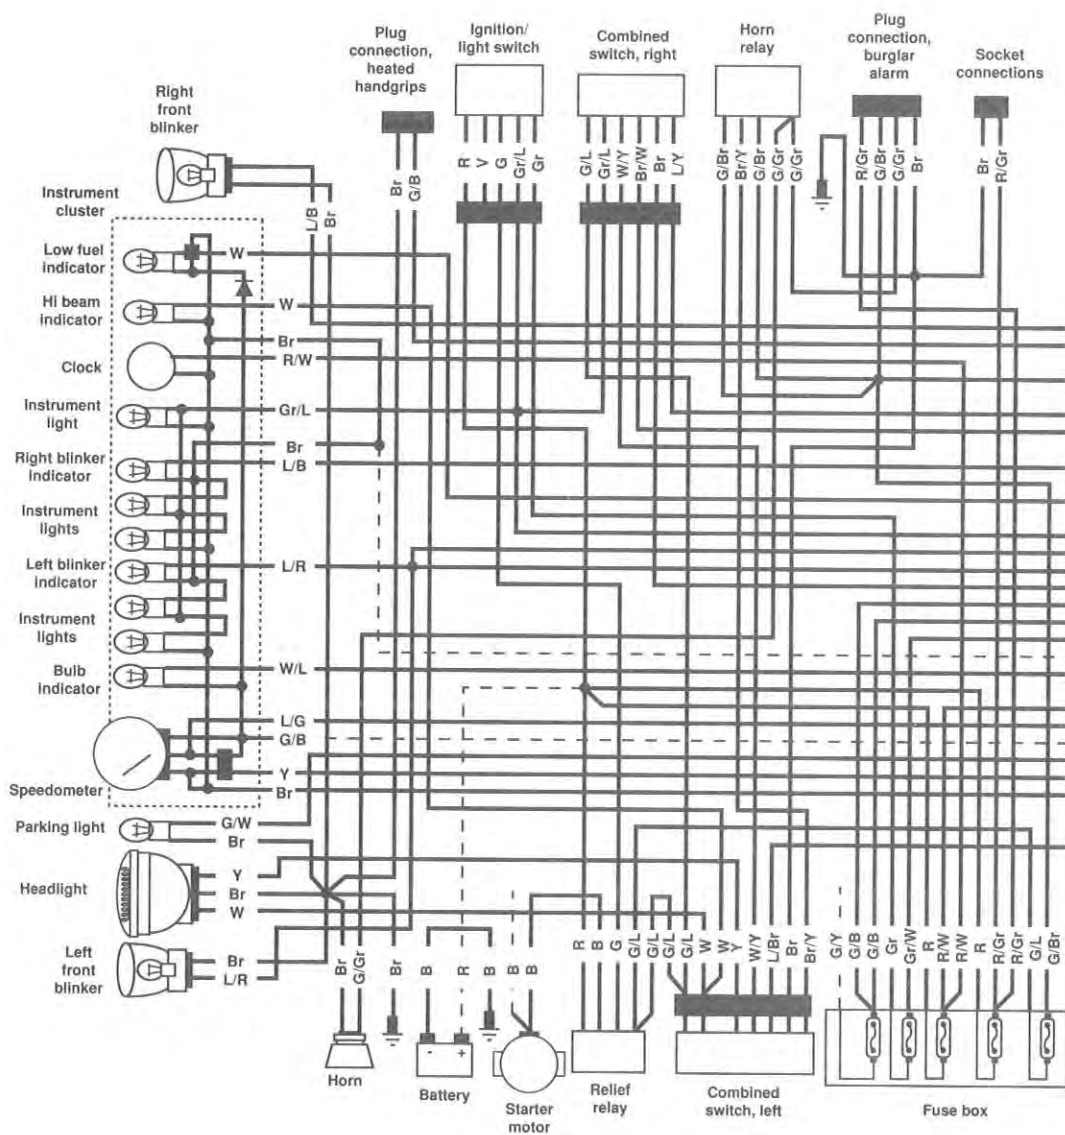 Plug
connection,
heated
handgrips
Ignition/
light switch
Combined
switch, right
Horn
relay
Plug
connection,
burglar
alarm
Socket
connections
Right
front
blinker
R
V
G
Gr/L
Gr
G/L
Gr/L
W/Y
Br/W
Br
L/Y
G/Br
Br/Y
G/Br
G/Gr
G/Gr
R/Gr
G/Br
G/Gr
Br
Br
R/Gr
Br
G/B
L/B
Br
Instrument
cluster
Low fuel
indicator
W
Hi beam
indicator
W
Br
Clock
R/W
Instrument
light
Gr/L
Br
Right blinker
indicator
L/B
Instrument
lights
Left blinker
indicator
L/R
Instrument
lights
Bulb
indicator
W/L
L/G
G/B
Y
Speedometer
Br
Parking light
G/W
Br
Headlight
Y
Br
W
Left
front
blinker
Br
L/R
Br
G/Gr
Br
B
R
B
B
B
R
B
G
G/L
G/L
G/L
G/L
W
W
Y
W/Y
L/Br
Br
Br/Y
G/Y
G/B
G/B
Gr
Gr/W
R
R/W
R/W
R
R/Gr
R/Gr
G/L
G/Br
- +
Horn
Battery
Starter
motor
Relief
relay
Combined
switch, left
Fuse box